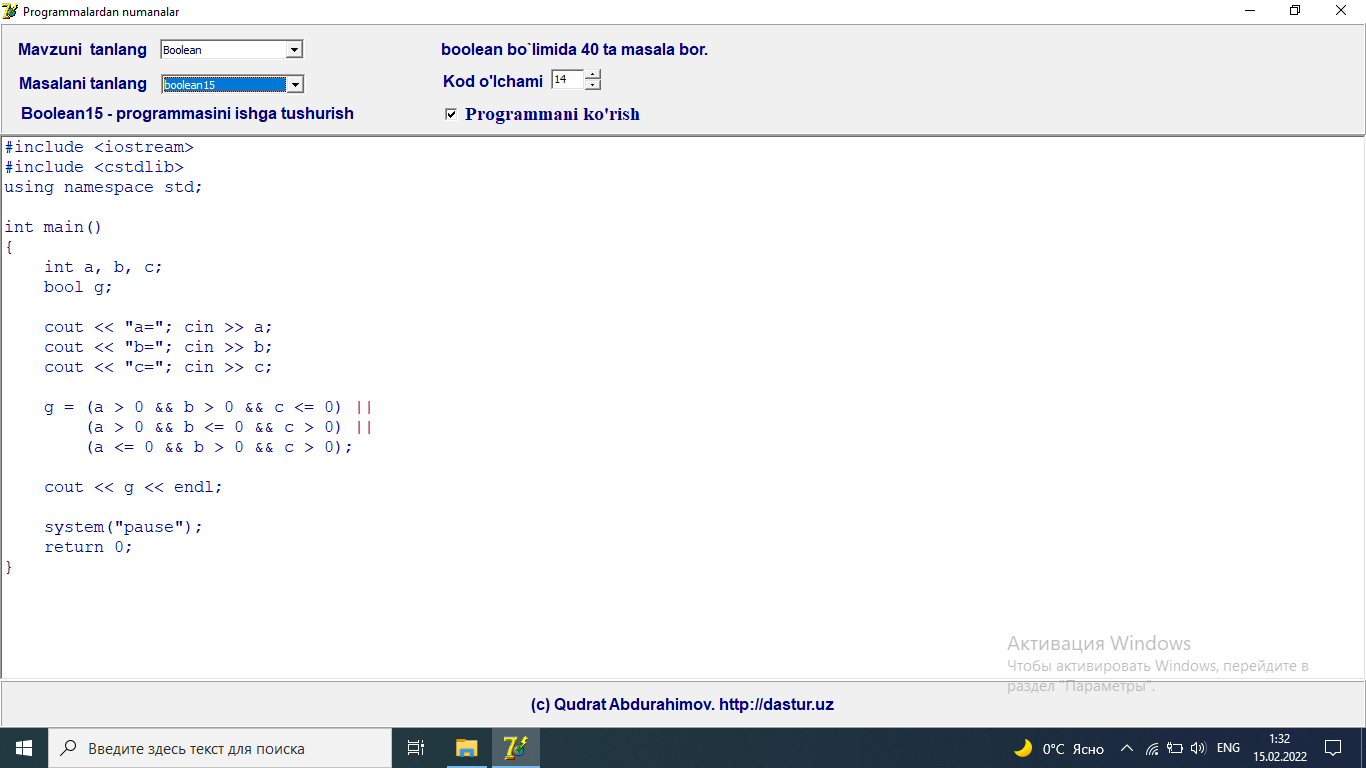 Programmalardan numanalar
Mavzuni tanlang Boolean boolean bo`limida 40 ta masala bor.
Masalani tanlang boolean15 Kod o'lchami 14
Boolean15 - programmasini ishga tushurish Programmani ko'rish
#include <iostream>
#include <cstdlib>
using namespace std;
int main()
{
    int a, b, c;
    bool g;
    cout << "a="; cin >> a;
    cout << "b="; cin >> b;
    cout << "c="; cin >> c;
    g = (a > 0 && b > 0 && c <= 0) ||
        (a > 0 && b <= 0 && c > 0) ||
        (a <= 0 && b > 0 && c > 0);
    cout << g << endl;
    system("pause");
    return 0;
}
Активация Windows
Чтобы активировать Windows, перейдите в
раздел "Параметры".
(c) Qudrat Abdurahimov. http://dastur.uz
Введите здесь текст для поиска
0°C Ясно
ENG
1:32
15.02.2022